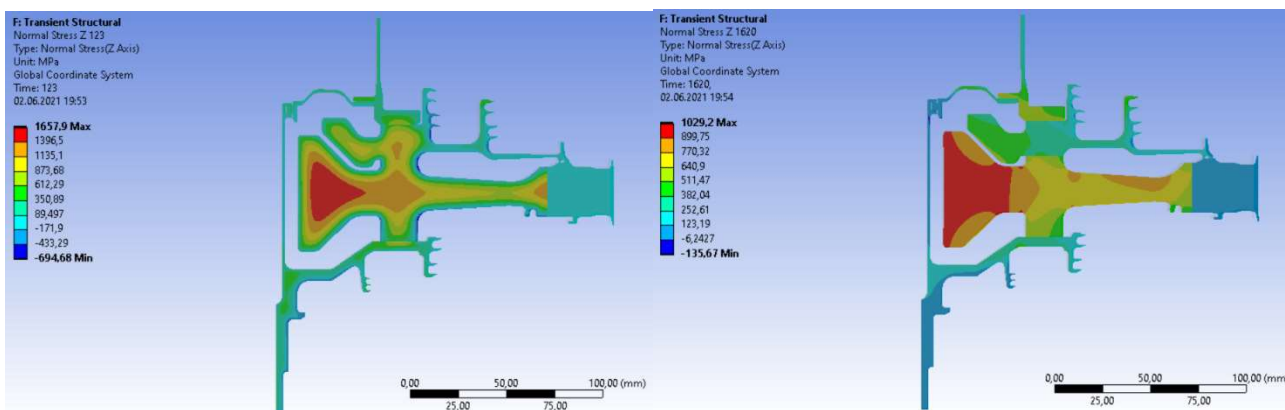 F: Transient Structural
Normal Stress Z 123
Type: Normal Stress(Z Axis)
Unit: MPa
Global Coordinate System
Time: 123
02.06.2021 19:53
1657,9 Max
1396,5
1135,1
873,68
612,29
350,89
89,497
-171,9
-433,29
-694,68 Min
0,00
50,00
100,00 (mm)
25,00
75,00
F: Transient Structural
Normal Stress Z 1620
Type: Normal Stress(Z Axis)
Unit: MPa
Global Coordinate System
Time: 1620,
02.06.2021 19:54
1029,2 Max
899,75
770,32
640,9
511,47
382,04
252,61
123,19
-6,2427
-135,67 Min
0,00
50,00
100,00 (mm)
25,00
75,00